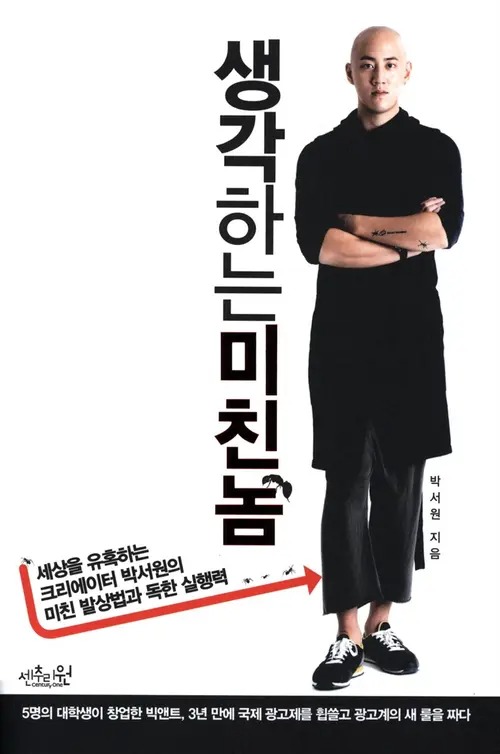 생각하는 미친놈
박서원 지음
세상을 유혹하는
크리에이터 박서원의
미친 발상법과 독한 실행력
센추리원
CenturyOne
5명의 대학생이 창업한 빅앤트, 3년 만에 국제 광고제를 휩쓸고 광고계의 새 룰을 짜다